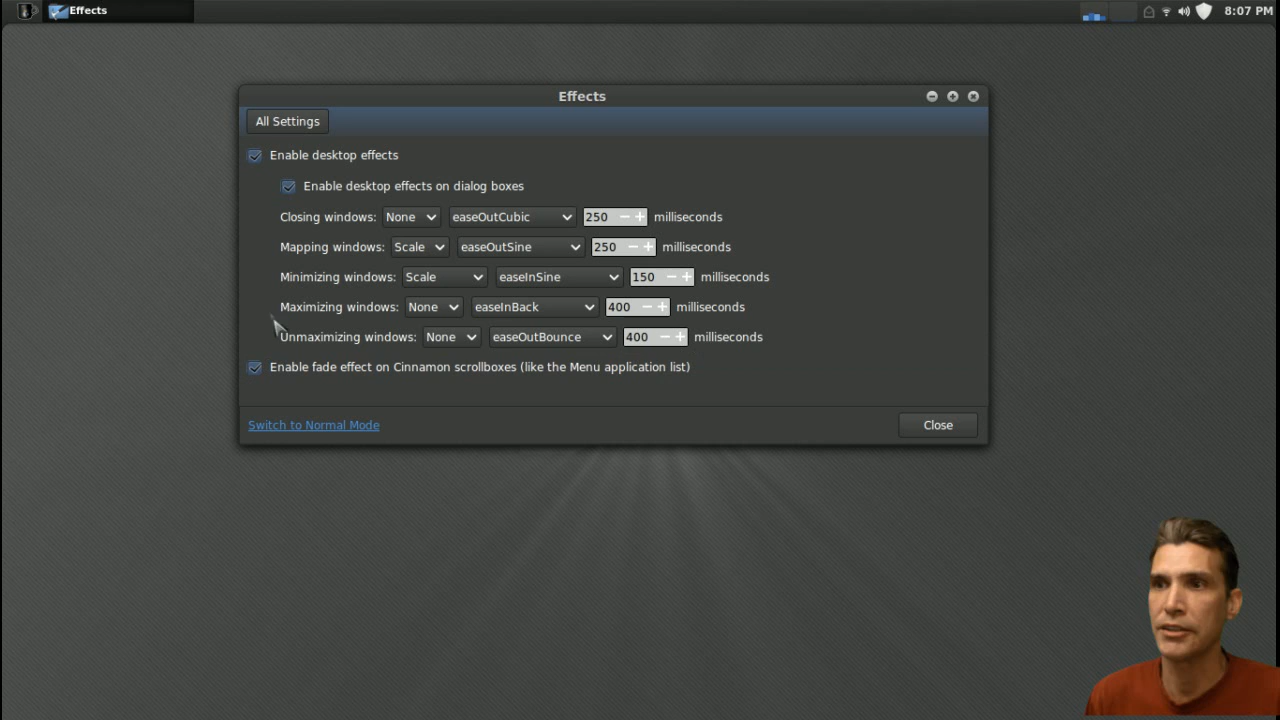 Effects
8:07 PM
Effects
All Settings
Enable desktop effects
Enable desktop effects on dialog boxes
Closing windows: None easeOutCubic 250 milliseconds
Mapping windows: Scale easeOutSine 250 milliseconds
Minimizing windows: Scale easeInSine 150 milliseconds
Maximizing windows: None easeInBack 400 milliseconds
Unmaximizing windows: None easeOutBounce 400 milliseconds
Enable fade effect on Cinnamon scrollboxes (like the Menu application list)
Switch to Normal Mode
Close